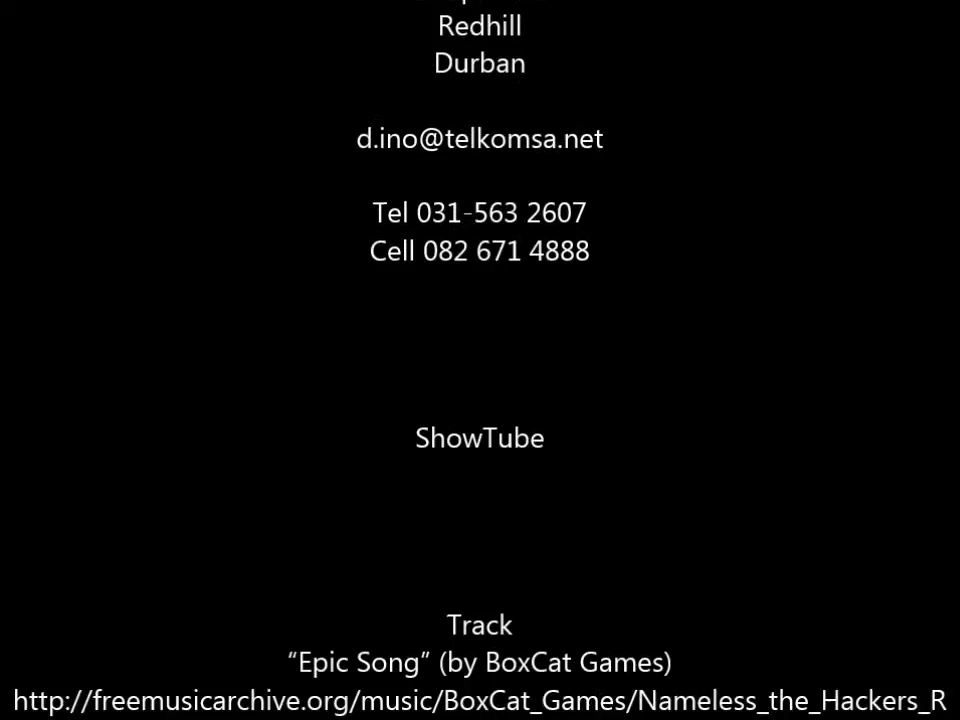 Redhill
Durban
d.ino@telkomsa.net
Tel 031-563 2607
Cell 082 671 4888
ShowTube
Track
“Epic Song” (by BoxCat Games)
http://freemusicarchive.org/music/BoxCat_Games/Nameless_the_Hackers_R